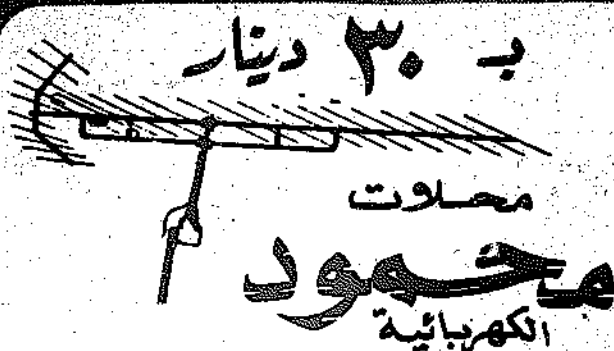 بـ ٣٠ دينار
محلات
محمود
الكهربائية